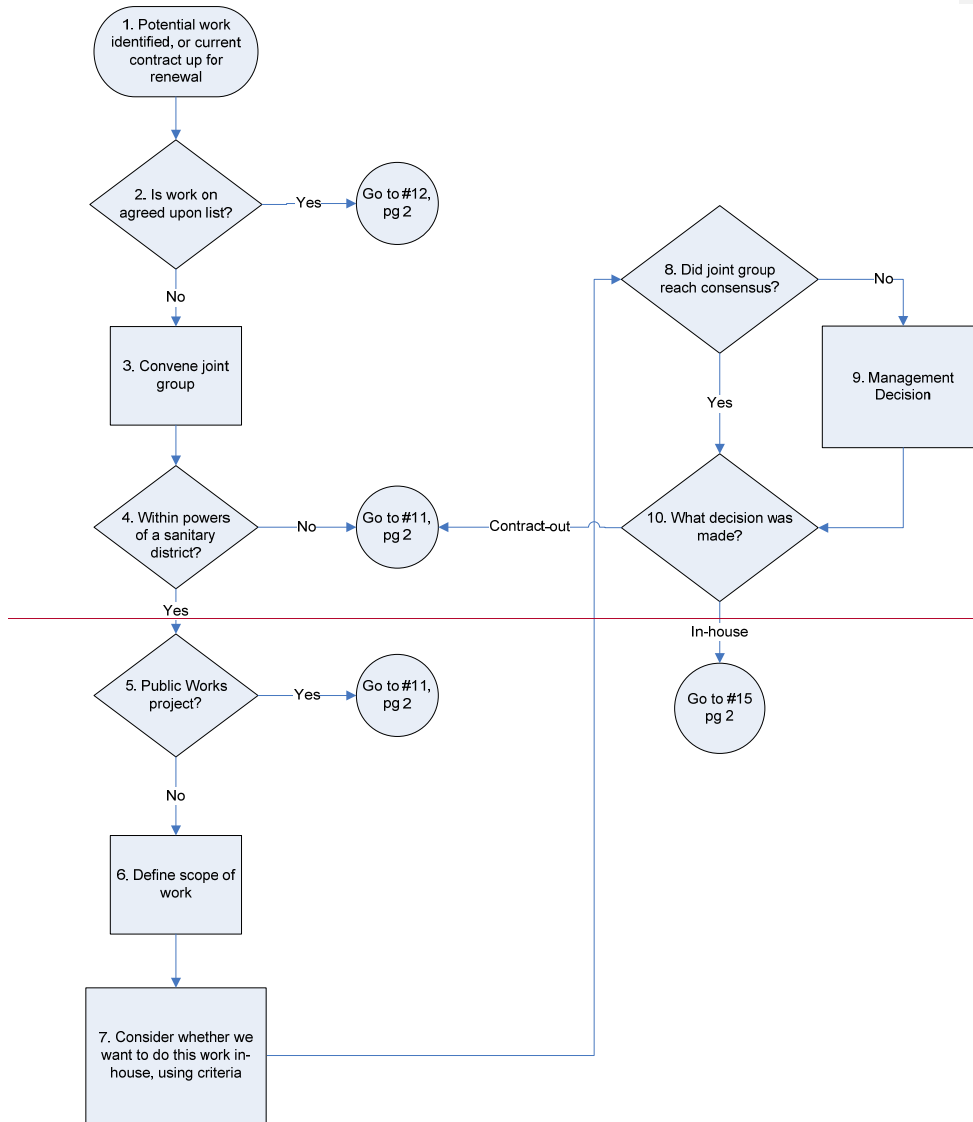 1. Potential work
identified, or current
contract up for
renewal
2. Is work on
agreed upon list?
Yes
Go to #12,
pg 2
No
3. Convene joint
group
4. Within powers
of a sanitary
district?
No
Go to #11,
pg 2
Yes
5. Public Works
project?
Yes
Go to #11,
pg 2
No
6. Define scope of
work
7. Consider whether we
want to do this work in-
house, using criteria
8. Did joint group
reach consensus?
No
9. Management
Decision
Yes
10. What decision was
made?
Contract-out
In-house
Go to #15
pg 2